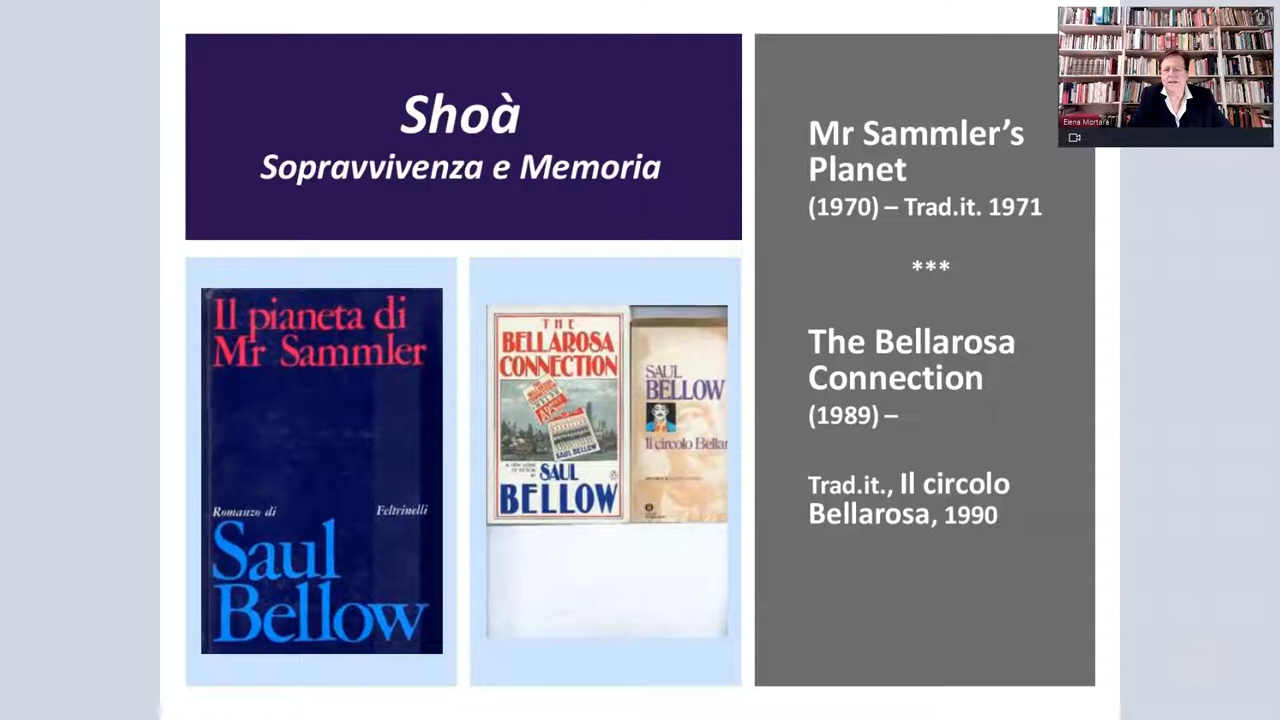 Shoà
Sopravvivenza e Memoria
Il pianeta di
Mr Sammler
Romanzo di
Feltrinelli
Saul
Bellow
THE
BELLAROSA
CONNECTION
SAUL
BELLOW
SAUL
BELLOW
Il circolo Bellar
Mr Sammler’s
Planet
(1970) – Trad.it. 1971
***
The Bellarosa
Connection
(1989) –
Trad.it., Il circolo
Bellarosa, 1990
Elena Mortara